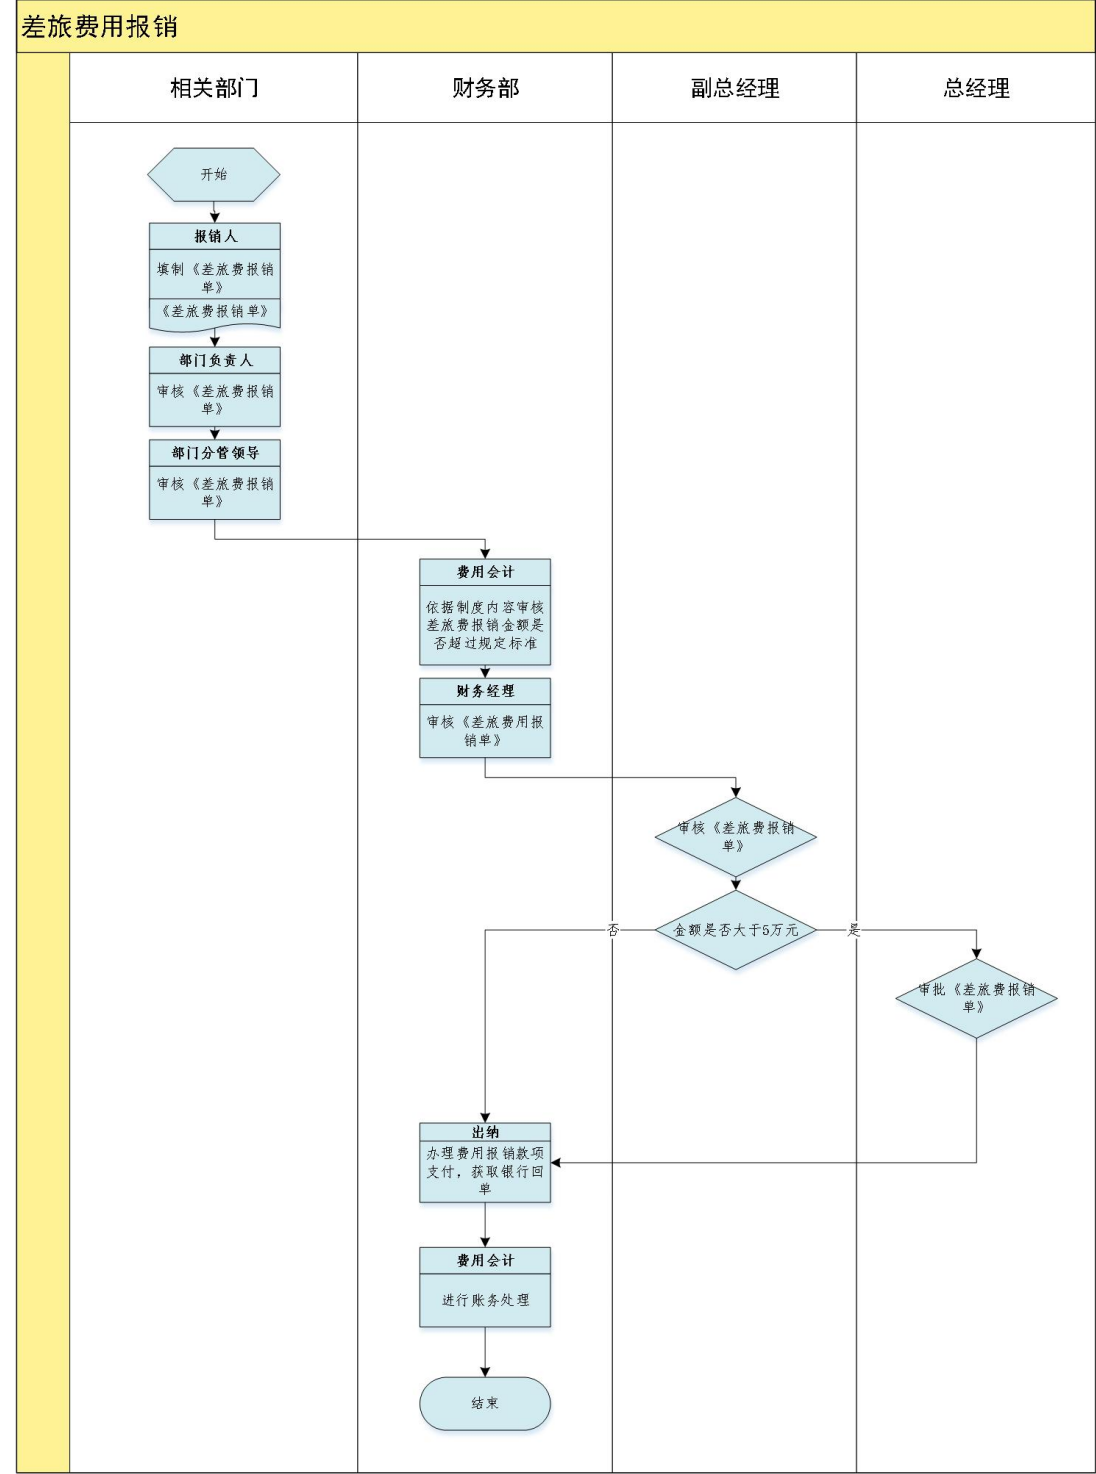 差旅费用报销
相关部门
财务部
副总经理
总经理
开始
报销人
填制《差旅费报销
单》
《差旅费报销单》
部门负责人
审核《差旅费报销
单》
部门分管领导
审核《差旅费报销
单》
费用会计
依据制度内容审核
差旅费报销金额是
否超过规定标准
财务经理
审核《差旅费用报
销单》
审核《差旅费报销
单》
否
金额是否大于5万元
是
审批《差旅费报销
单》
出纳
办理费用报销款项
支付，获取银行回
单
费用会计
进行账务处理
结束